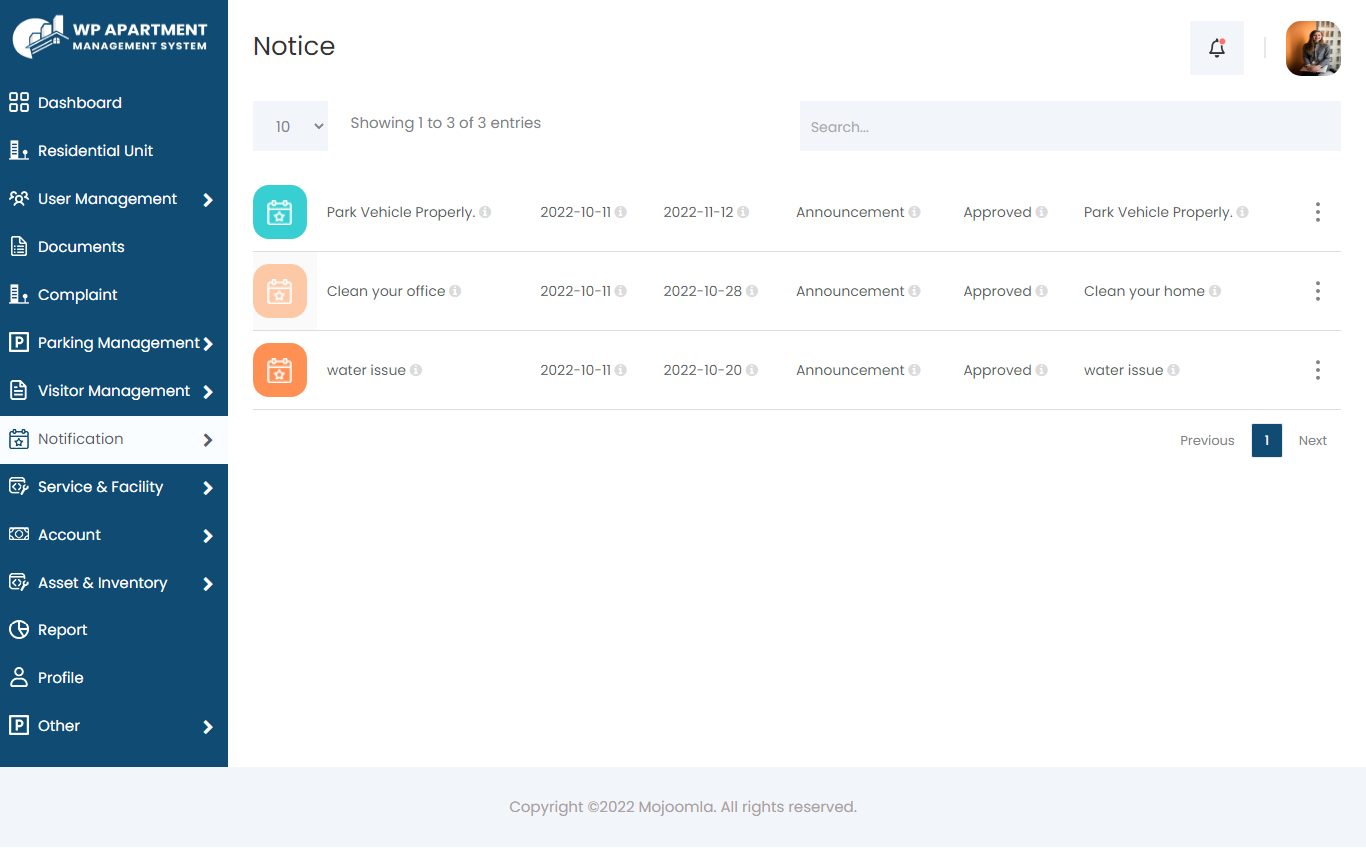 WP APARTMENT
MANAGEMENT SYSTEM
Dashboard
Residential Unit
User Management
Documents
Complaint
Parking Management
Visitor Management
Notification
Service & Facility
Account
Asset & Inventory
Report
Profile
Other
Notice
10
Showing 1 to 3 of 3 entries
Search...
Park Vehicle Properly. 2022-10-11 2022-11-12 Announcement Approved Park Vehicle Properly.
Clean your office 2022-10-11 2022-10-28 Announcement Approved Clean your home
water issue 2022-10-11 2022-10-20 Announcement Approved water issue
Previous 1 Next
Copyright ©2022 Mojoomla. All rights reserved.